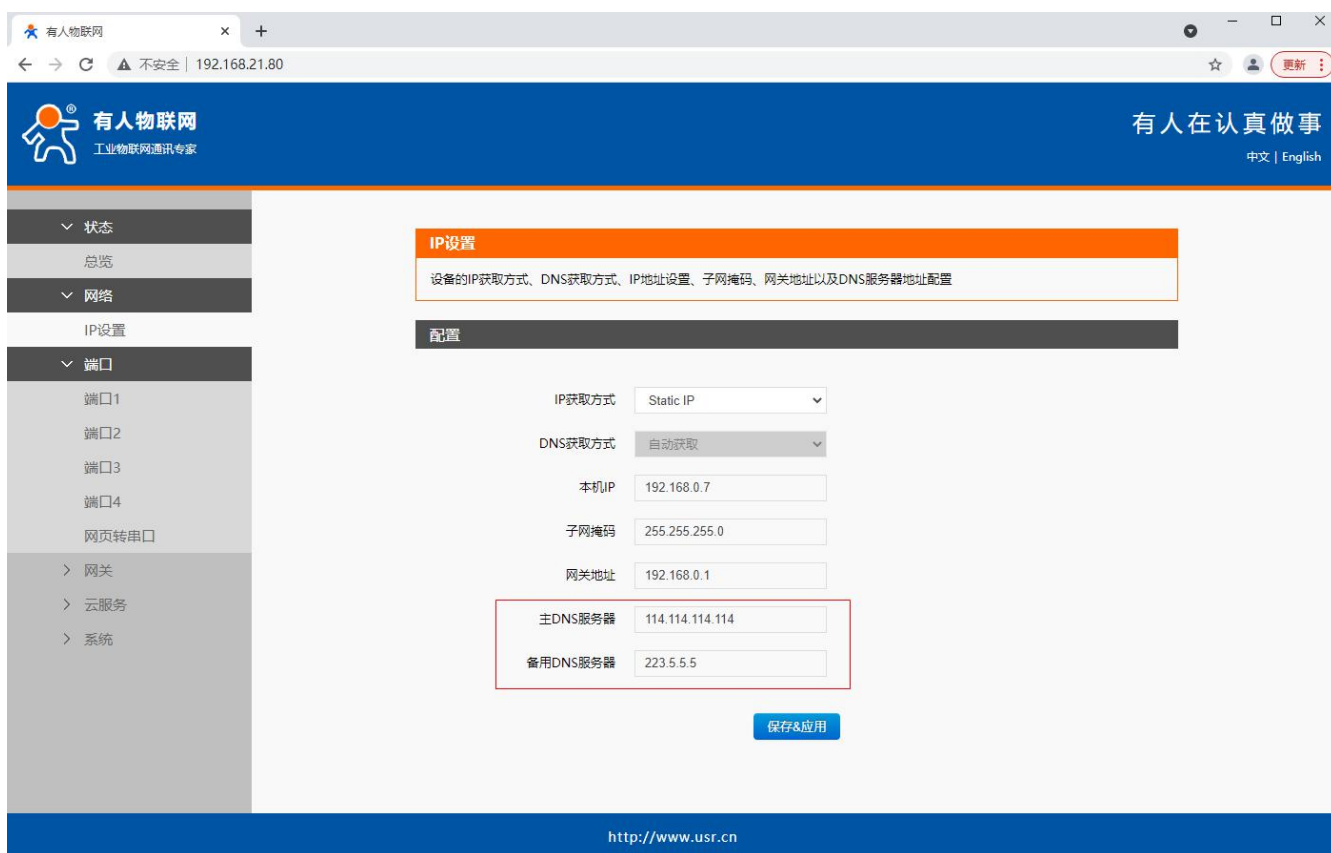 有人物联网
不安全 | 192.168.21.80
更新
有人物联网
®
工业物联网通讯专家
有人在认真做事
中文 | English
状态
总览
网络
IP设置
端口
端口1
端口2
端口3
端口4
网页转串口
网关
云服务
系统
IP设置
设备的IP获取方式、DNS获取方式、IP地址设置、子网掩码、网关地址以及DNS服务器地址配置
配置
IP获取方式 Static IP
DNS获取方式 自动获取
本机IP 192.168.0.7
子网掩码 255.255.255.0
网关地址 192.168.0.1
主DNS服务器 114.114.114.114
备用DNS服务器 223.5.5.5
保存&应用
http://www.usr.cn